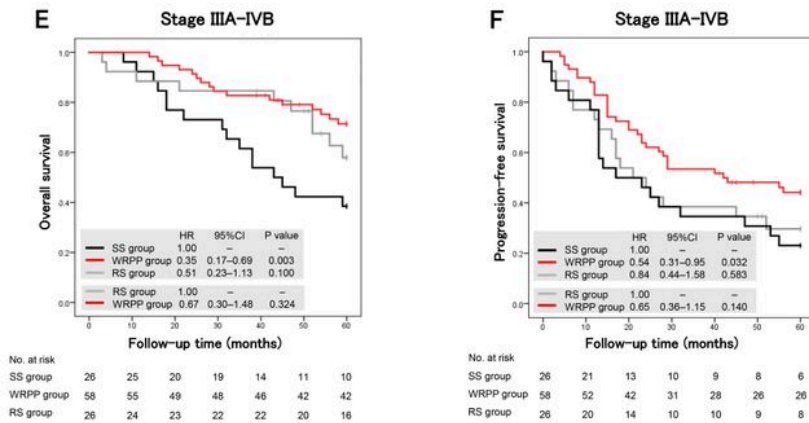 E
Stage IIIA–IVB
Overall survival
1.0
0.8
0.6
0.4
0.2
0.0
HR 95%CI P value
SS group 1.00 – –
WRPP group 0.35 0.17–0.69 0.003
RS group 0.51 0.23–1.13 0.100
RS group 1.00 – –
WRPP group 0.67 0.30–1.48 0.324
0 10 20 30 40 50 60
Follow-up time (months)
No. at risk
SS group 26 25 20 19 14 11 10
WRPP group 58 55 49 48 46 42 42
RS group 26 24 23 22 22 20 16
F
Stage IIIA–IVB
Progression-free survival
1.0
0.8
0.6
0.4
0.2
0.0
HR 95%CI P value
SS group 1.00 – –
WRPP group 0.54 0.31–0.95 0.032
RS group 0.84 0.44–1.58 0.583
RS group 1.00 – –
WRPP group 0.65 0.36–1.15 0.140
0 10 20 30 40 50 60
Follow-up time (months)
No. at risk
SS group 26 21 13 10 9 8 6
WRPP group 58 52 42 31 28 26 26
RS group 26 20 14 10 10 9 8